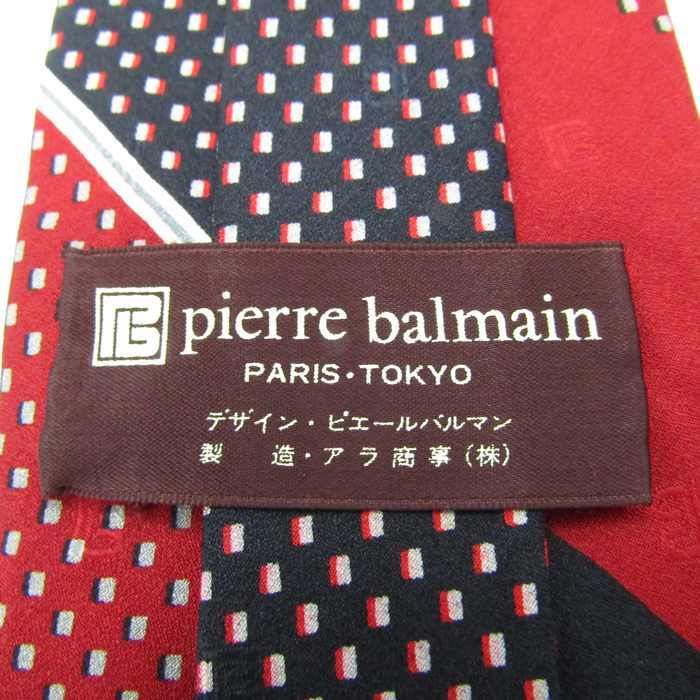 PB pierre balmain
PARIS・TOKYO
デザイン・ピエールバルマン
製　造・アラ商事(株)